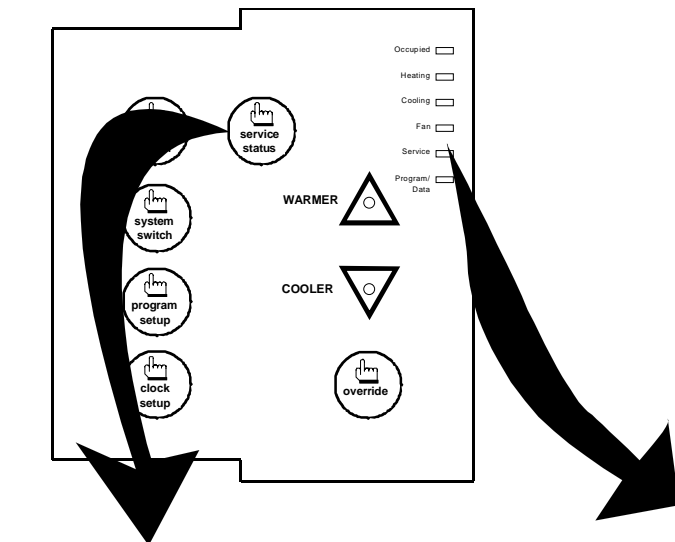 Occupied
Heating
Cooling
Fan
service
status
Service
Program/
Data
WARMER
system
switch
COOLER
program
setup
clock
setup
override